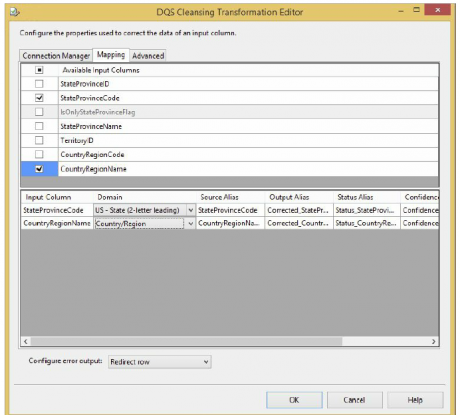 DQS Cleansing Transformation Editor
Configure the properties used to correct the data of an input column.
Connection Manager Mapping Advanced
Available Input Columns
StateProvinceID
StateProvinceCode
IsOnlyStateProvinceFlag
StateProvinceName
TerritoryID
CountryRegionCode
CountryRegionName
Input Column Domain Source Alias Output Alias Status Alias Confidenc
StateProvinceCode US - State (2-letter leading) StateProvinceCode Corrected_StatePr... Status_StateProvi... Confidence
CountryRegionName Country/Region CountryRegionNa... Corrected_Countr... Status_CountryRe... Confidence
Configure error output: Redirect row
OK Cancel Help